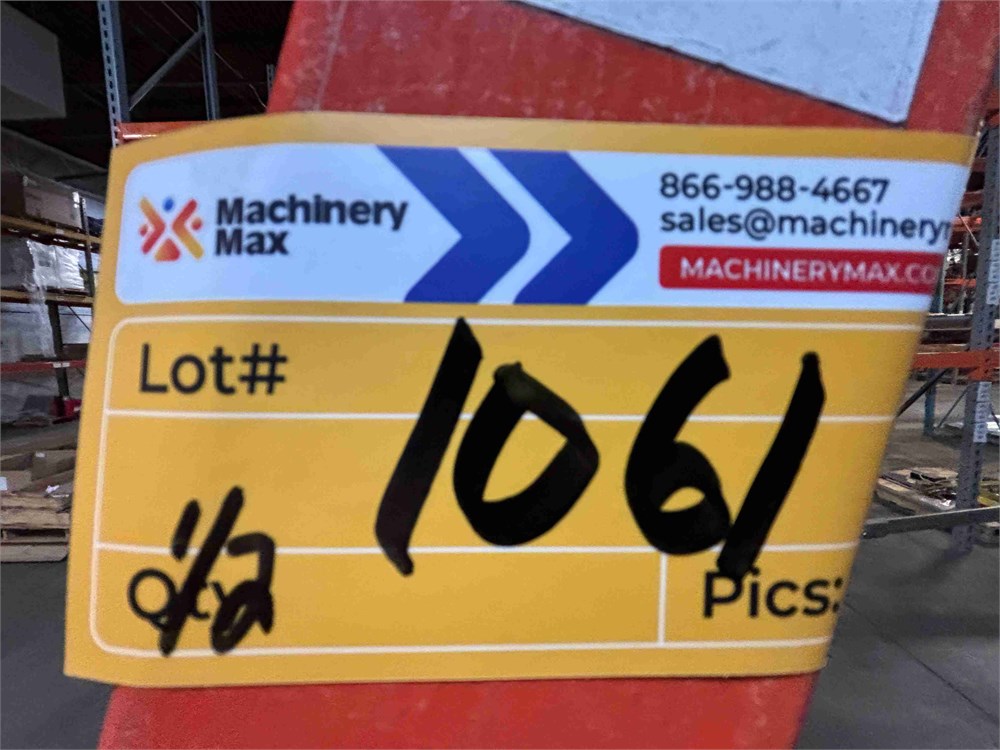 Machinery
Max
866-988-4667
sales@machinery
MACHINERYMAX.CO
Lot#
1061
1/2
Qty
Pics: